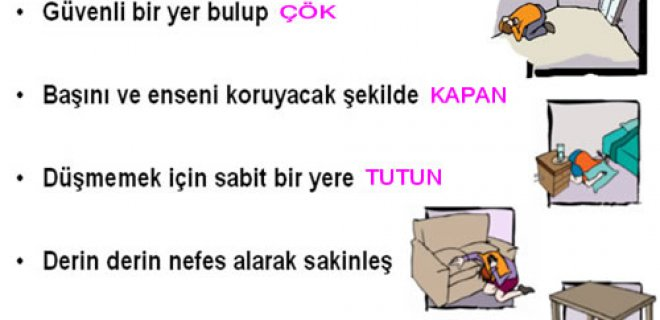 • Güvenli bir yer bulup ÇÖK
• Başını ve enseni koruyacak şekilde KAPAN
• Düşmemek için sabit bir yere TUTUN
• Derin derin nefes alarak sakinleş